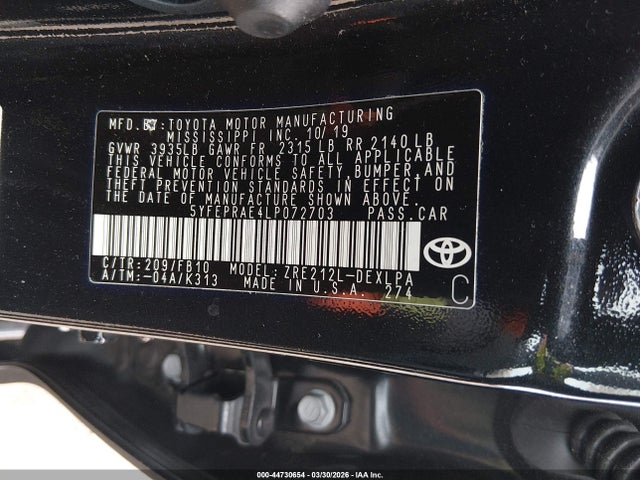 MFD. BY TOYOTA MOTOR MANUFACTURING
MISSISSIPPI INC. 10/19
GVWR 3935LB GAWR FR 2315 LB RR 2140LB
THIS VEHICLE CONFORMS TO ALL APPLICABLE
FEDERAL MOTOR VEHICLE SAFETY,BUMPER,AND
THEFT PREVENTION STANDARDS IN EFFECT ON
THE DATE OF MANUFACTURE SHOWN ABOVE.
5YFEPRAE4LP072703 PASS.CAR
C/TR:209/FB10 MODEL: ZRE212L-DEXLPA
A/TM:-04A/K313 MADE IN U.S.A. 2/4
C
000-44730654 - 03/30/2026 - IAA Inc.